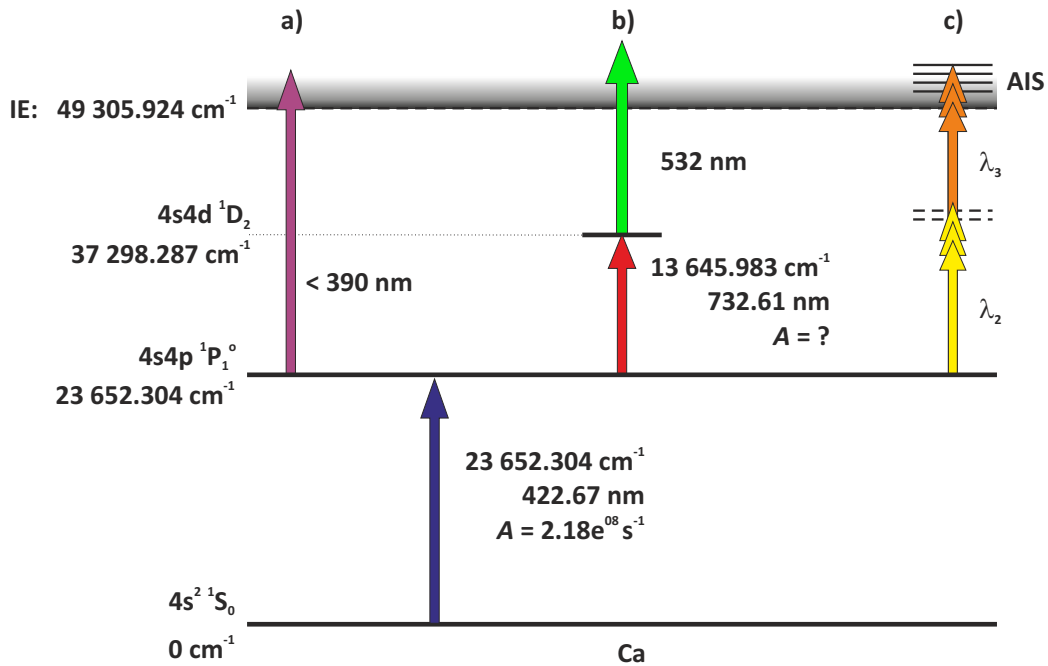 a)
b)
c)
AIS
IE: 49 305.924 cm⁻¹
532 nm
λ₃
4s4d ¹D₂
37 298.287 cm⁻¹
< 390 nm
13 645.983 cm⁻¹
732.61 nm
A = ?
λ₂
4s4p ¹P₁°
23 652.304 cm⁻¹
23 652.304 cm⁻¹
422.67 nm
A = 2.18e⁰⁸ s⁻¹
4s² ¹S₀
0 cm⁻¹
Ca